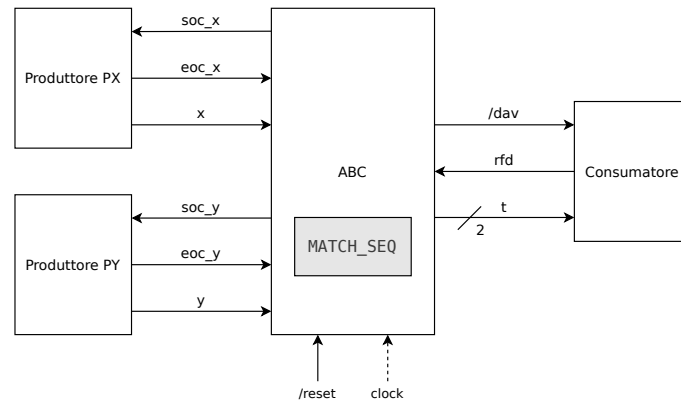 soc_x
Produttore PX
eoc_x
x
/dav
rfd
ABC
Consumatore
t
2
soc_y
Produttore PY
eoc_y
MATCH_SEQ
y
/reset
clock